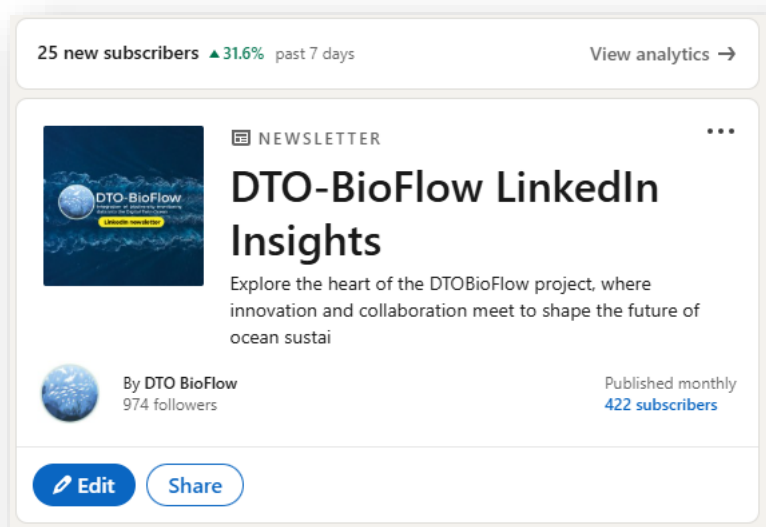 25 new subscribers ▲ 31.6% past 7 days
View analytics →
NEWSLETTER
DTO-BioFlow LinkedIn
Insights
Explore the heart of the DTOBioFlow project, where
innovation and collaboration meet to shape the future of
ocean sustai
DTO-BioFlow
LinkedIn newsletter
By DTO BioFlow
974 followers
Published monthly
422 subscribers
Edit
Share